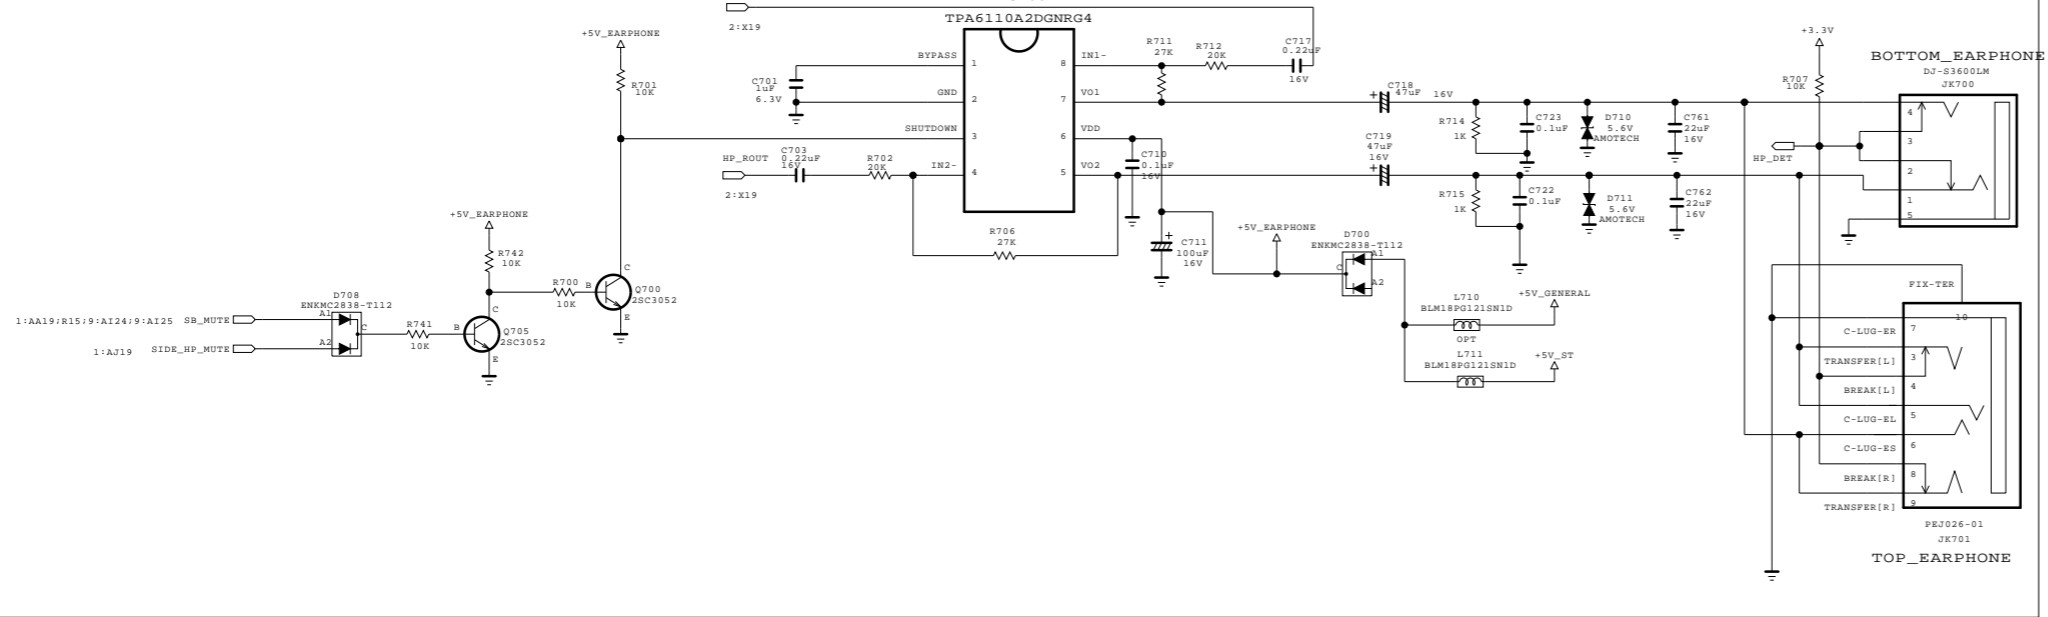 2:X19
TPA6110A2DGNRG4
+5V_EARPHONE
R701
10K
C701
1uF
6.3V
BYPASS
1
GND
2
SHUTDOWN
3
IN2-
4
8
IN1-
7
VO1
6
VDD
5
VO2
HP_ROUT
2:X19
C703
0.22uF
16V
R702
20K
R706
27K
R711
27K
R712
20K
C717
0.22uF
16V
C710
0.1uF
16V
C711
100uF
16V
+
C718
47uF
16V
+
C719
47uF
16V
+
R714
1K
C723
0.1uF
D710
5.6V
AMOTECH
C761
22uF
16V
R715
1K
C722
0.1uF
D711
5.6V
AMOTECH
C762
22uF
16V
+3.3V
R707
10K
HP_DET
BOTTOM_EARPHONE
DJ-S3600LM
JK700
4
3
2
1
5
+5V_EARPHONE
R742
10K
R700
10K
B
C
Q700
2SC3052
E
D708
ENKMC2838-T112
A1
C
A2
1:AA19;R15;9:AI24;9:AI25 SB_MUTE
1:AJ19 SIDE_HP_MUTE
R741
10K
B
C
Q705
2SC3052
E
+5V_EARPHONE
D700
ENKMC2838-T112
A1
C
A2
L710
BLM18PG121SN1D
OPT
+5V_GENERAL
L711
BLM18PG121SN1D
+5V_ST
FIX-TER
10
C-LUG-ER
7
TRANSFER[L]
3
BREAK[L]
4
C-LUG-EL
5
C-LUG-ES
6
BREAK[R]
8
TRANSFER[R]
9
PEJ026-01
JK701
TOP_EARPHONE